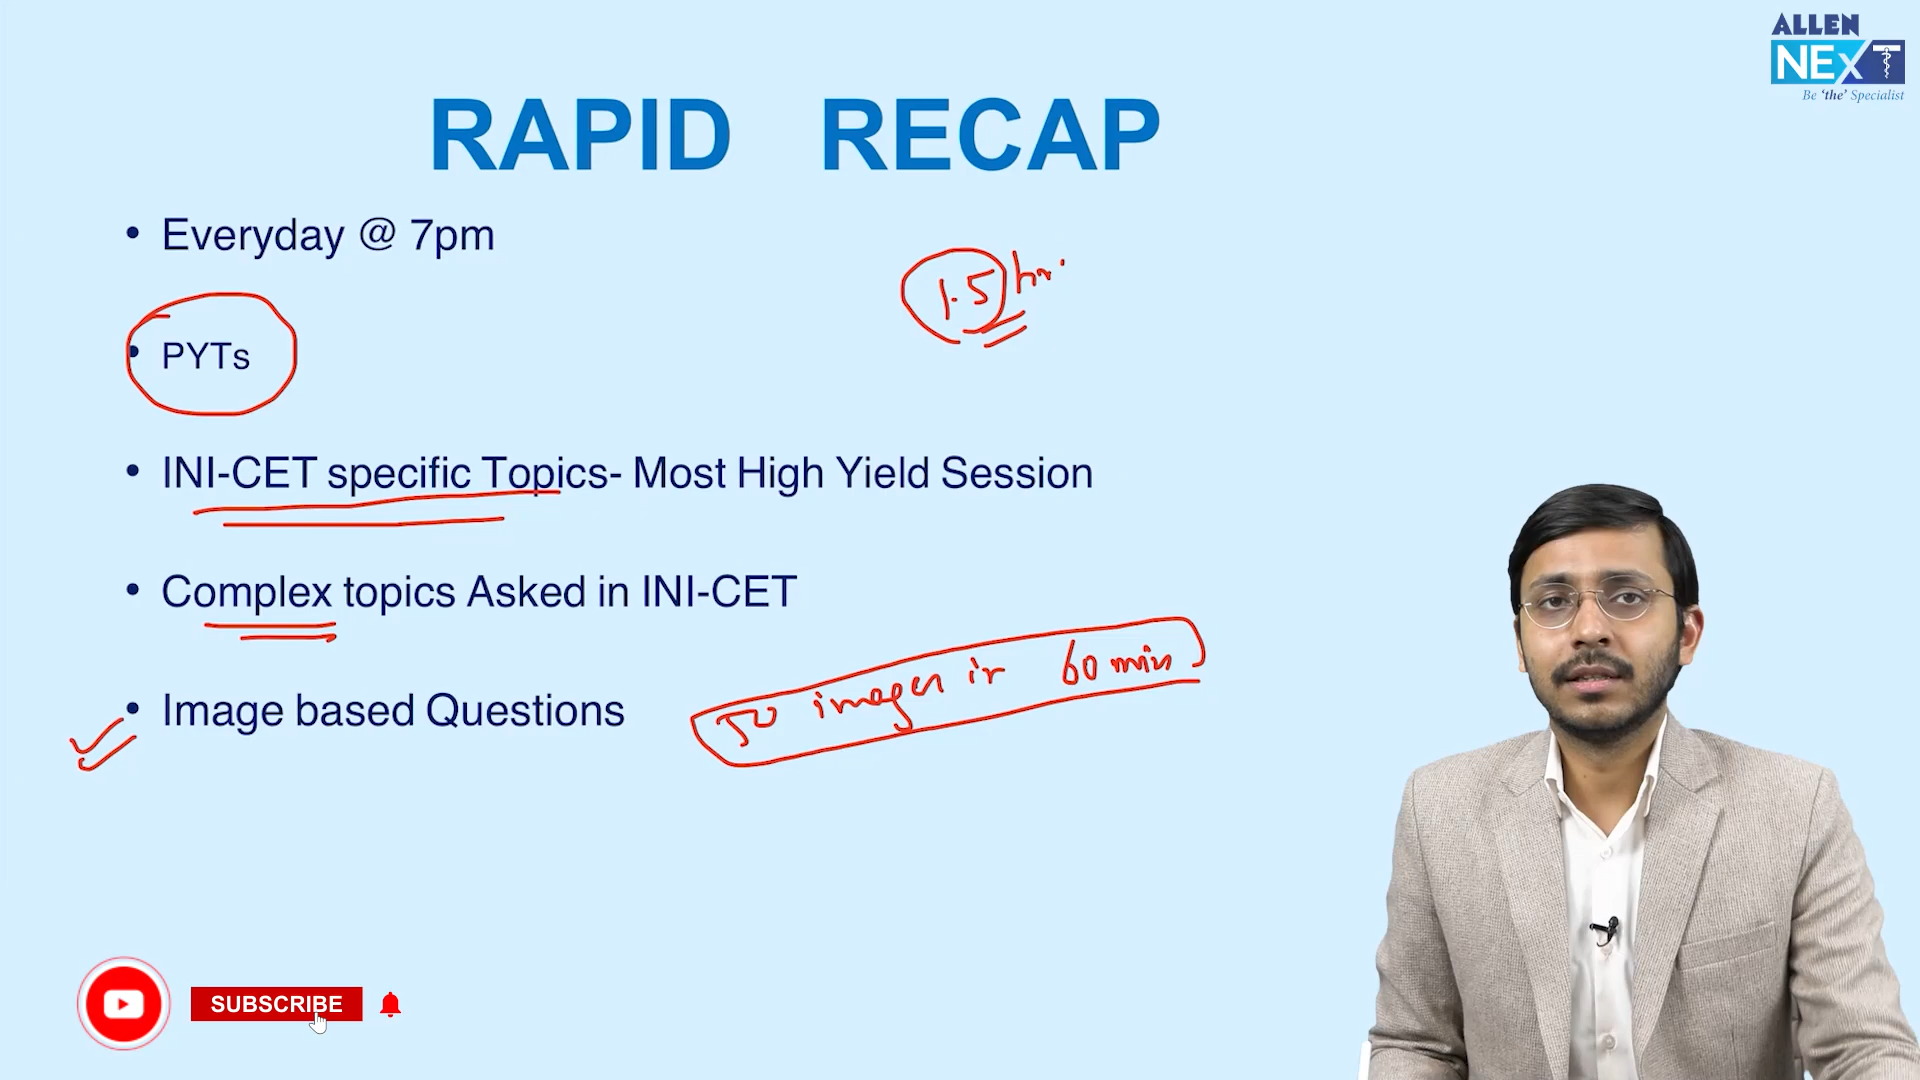 ALLEN
NExT
Be 'the' Specialist
RAPID RECAP
• Everyday @ 7pm
1.5 hr.
• PYTs
• INI-CET specific Topics- Most High Yield Session
• Complex topics Asked in INI-CET
50 images in 60 min
• Image based Questions
SUBSCRIBE